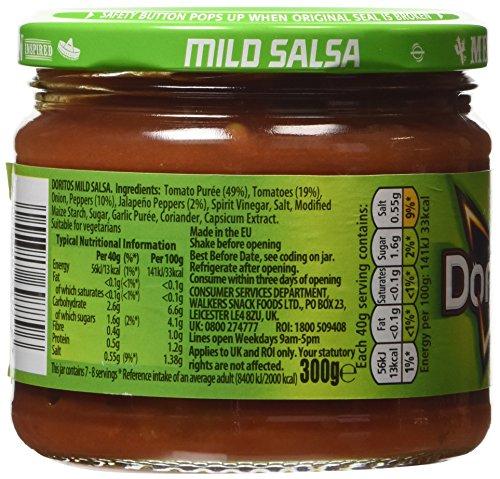 SAFETY BUTTON POPS UP WHEN ORIGINAL SEAL IS BROKEN
INSPIRED
MILD SALSA
ME
DORITOS MILD SALSA. Ingredients: Tomato Purée (49%), Tomatoes (19%),
Onion, Peppers (10%), Jalapeño Peppers (2%), Spirit Vinegar, Salt, Modified
Maize Starch, Sugar, Garlic Purée, Coriander, Capsicum Extract.
Suitable for vegetarians
Typical Nutritional Information
Per 40g (%*) Per 100g
Energy 56kJ/13kcal (1%*) 141kJ/33kcal
Fat <0.1g (<1%*) <0.1g
of which saturates <0.1g (<1%*) <0.1g
Carbohydrate 2.6g 6.6g
of which sugars 1.6g (2%*) 4.1g
Fibre 0.4g 1.0g
Protein 0.5g 1.2g
Salt 0.55g (9%*) 1.38g
This jar contains 7-8 servings * Reference intake of an average adult (8400 kJ/2000 kcal)
Made in the EU
Shake before opening
Best Before Date, see coding on jar.
Refrigerate after opening.
Consume within three days of opening
CONSUMER SERVICES DEPARTMENT,
WALKERS SNACK FOODS LTD., PO BOX 23,
LEICESTER LE4 8ZU, UK.
UK: 0800 274777 ROI: 1800 509408
Lines open Weekdays 9am-5pm
Applies to UK and ROI only. Your statutory
rights are not affected.
300g℮
Each 40g serving contains:
56kJ
13kcal
1%*
Fat
<0.1g
<1%*
Saturates
<0.1g
<1%*
Sugar
1.6g
2%*
Salt
0.55g
9%*
Energy per 100g: 141kJ 33kcal
Dor